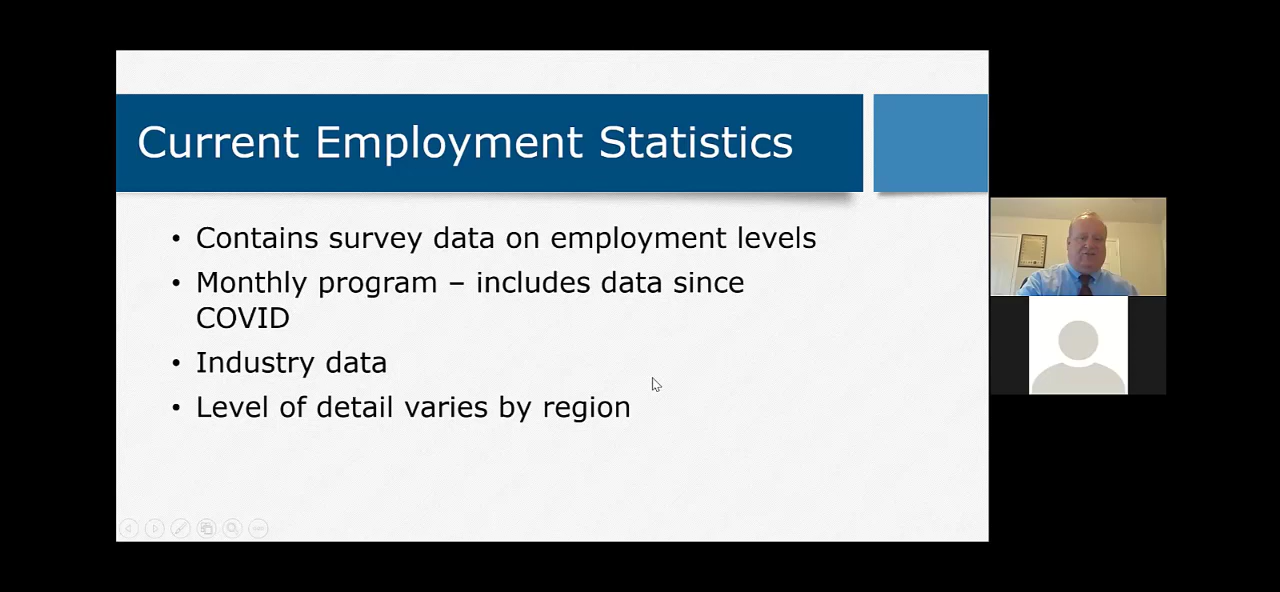 Current Employment Statistics
• Contains survey data on employment levels
• Monthly program – includes data since
COVID
• Industry data
• Level of detail varies by region